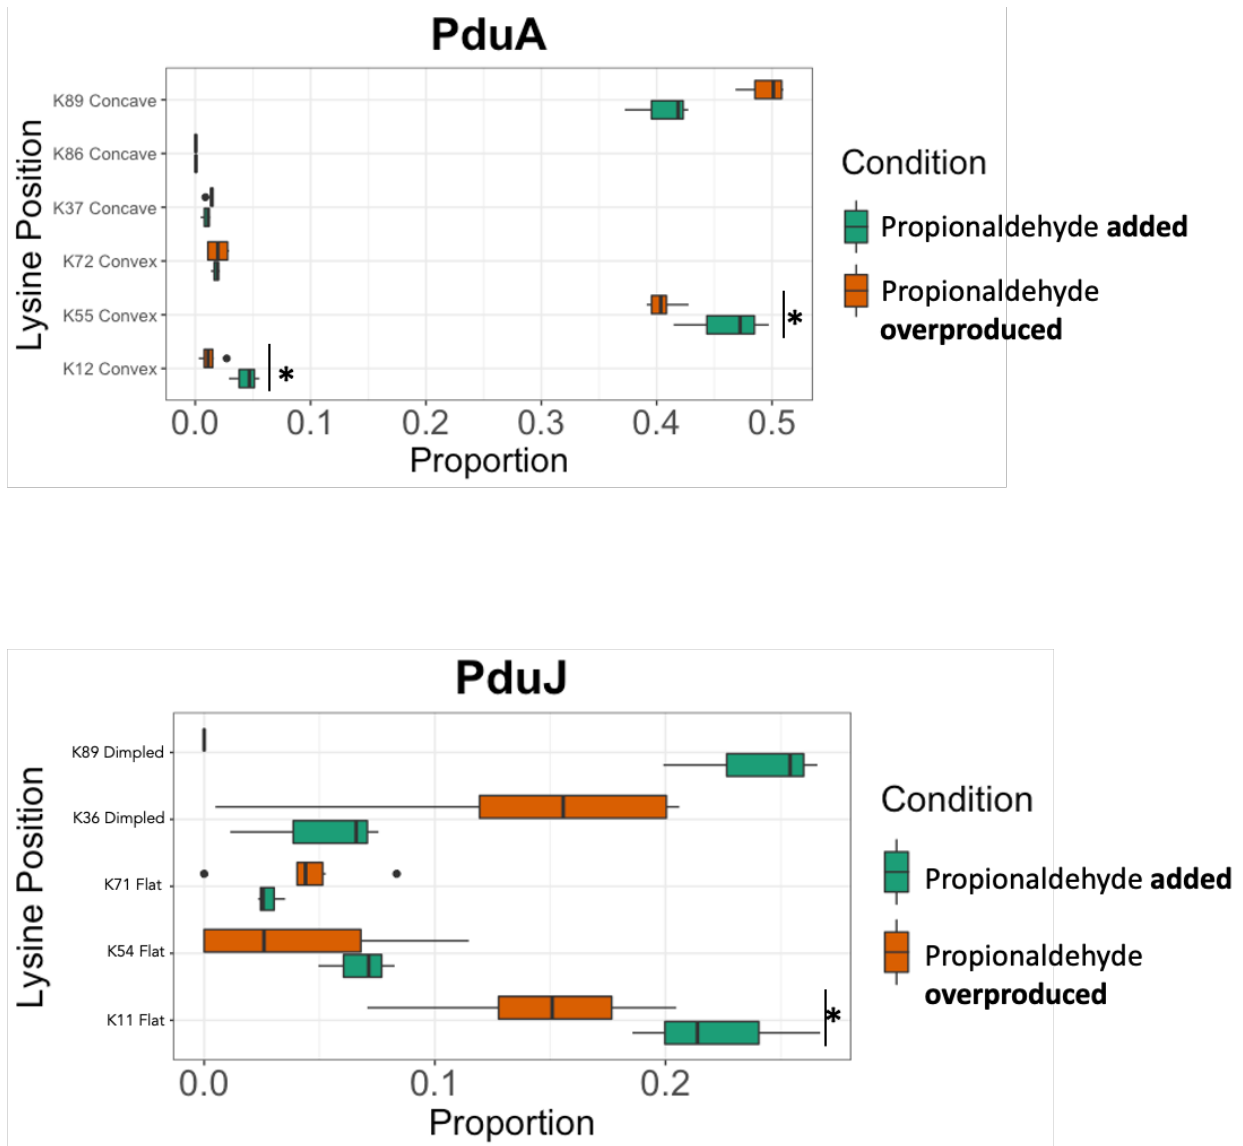 PduA
Lysine Position
K89 Concave
K86 Concave
K37 Concave
K72 Convex
K55 Convex
K12 Convex
*
*
0.0 0.1 0.2 0.3 0.4 0.5
Proportion
Condition
Propionaldehyde added
Propionaldehyde
overproduced
PduJ
Lysine Position
K89 Dimpled
K36 Dimpled
K71 Flat
K54 Flat
K11 Flat
*
0.0 0.1 0.2
Proportion
Condition
Propionaldehyde added
Propionaldehyde
overproduced